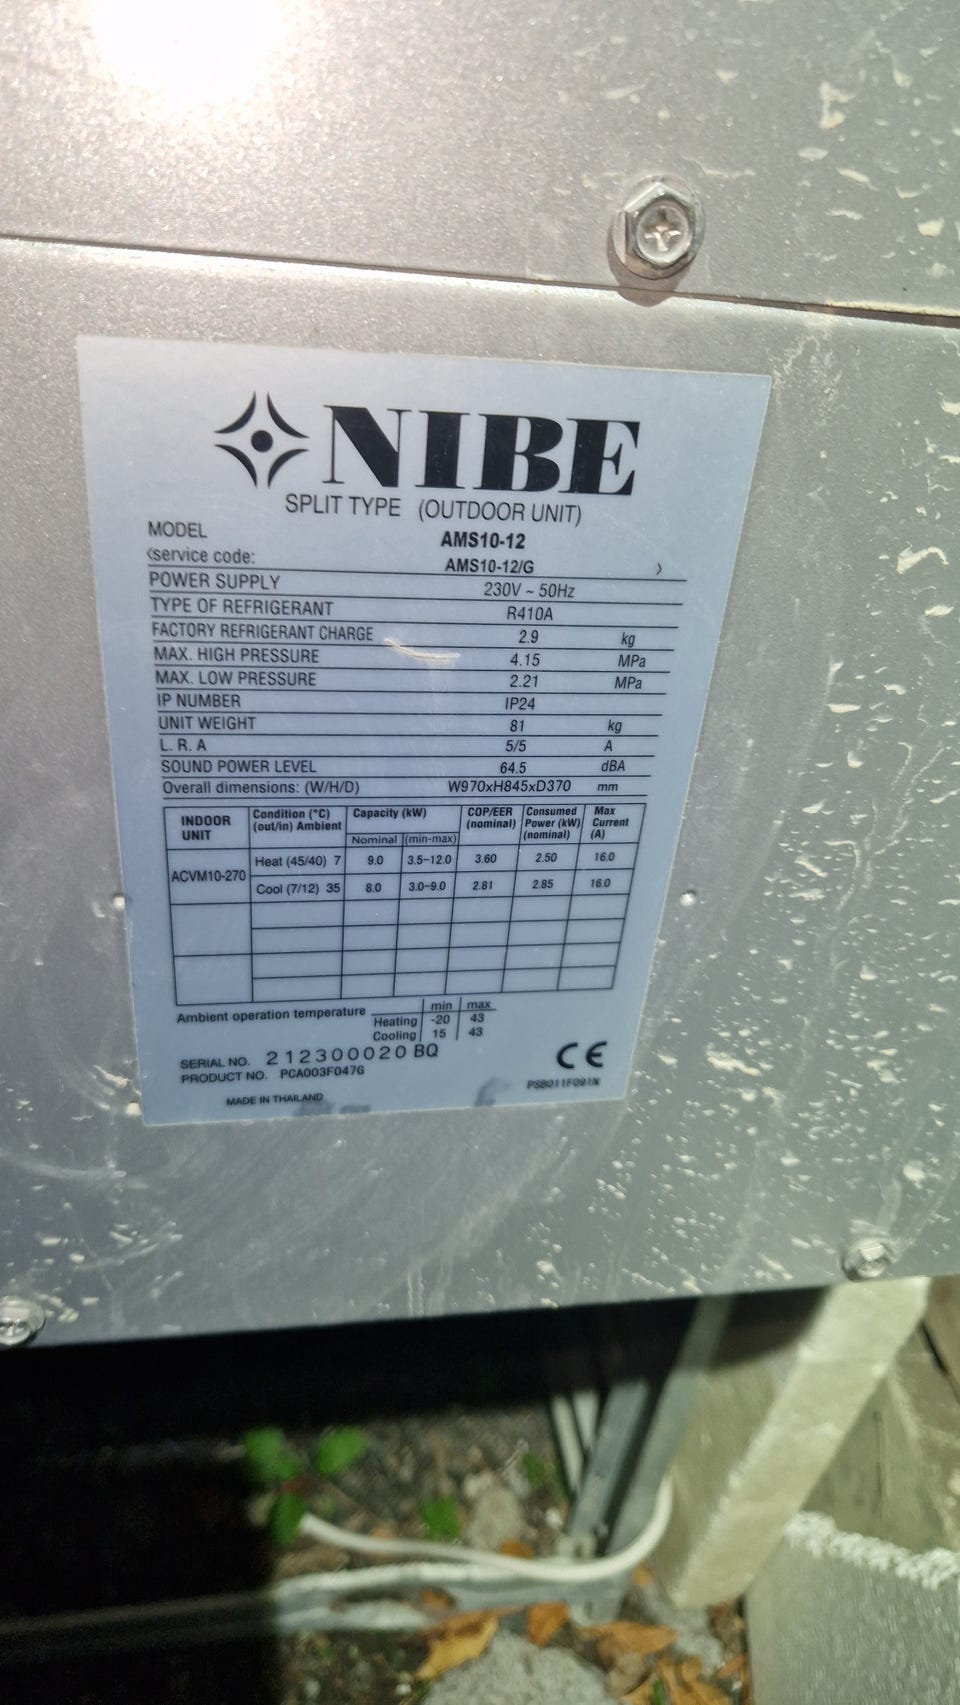 NIBE
SPLIT TYPE (OUTDOOR UNIT)
MODEL AMS10-12
<service code: AMS10-12/G >
POWER SUPPLY 230V ~ 50Hz
TYPE OF REFRIGERANT R410A
FACTORY REFRIGERANT CHARGE 2.9 kg
MAX. HIGH PRESSURE 4.15 MPa
MAX. LOW PRESSURE 2.21 MPa
IP NUMBER IP24
UNIT WEIGHT 81 kg
L. R. A 5/5 A
SOUND POWER LEVEL 64.5 dBA
Overall dimensions: (W/H/D) W970xH845xD370 mm
INDOOR UNIT Condition (°C) (out/in) Ambient Capacity (kW) Nominal (min-max) COP/EER (nominal) Consumed Power (kW) (nominal) Max Current (A)
ACVM10-270 Heat (45/40) 7 9.0 3.5-12.0 3.60 2.50 16.0
Cool (7/12) 35 8.0 3.0-9.0 2.81 2.85 16.0
Ambient operation temperature min max
Heating -20 43
Cooling 15 43
SERIAL NO. 212300020 BQ
PRODUCT NO. PCA003F047G
CE
PSB011F091N
MADE IN THAILAND